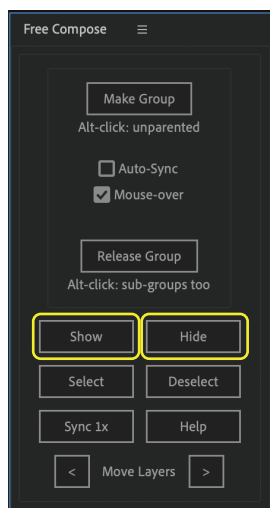 Free Compose ☰
Make Group
Alt-click: unparented
Auto-Sync
Mouse-over
Release Group
Alt-click: sub-groups too
Show Hide
Select Deselect
Sync 1x Help
< Move Layers >